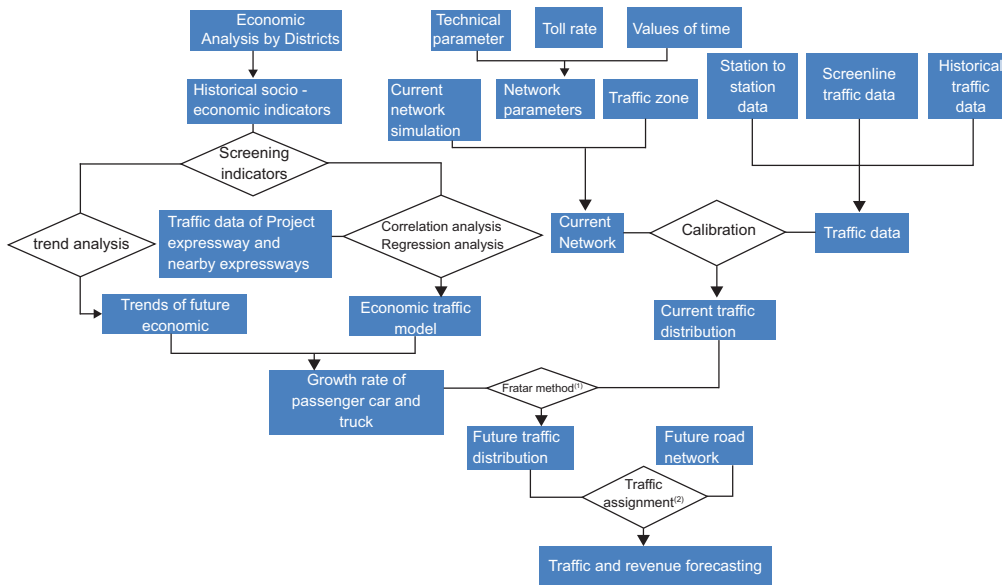 Economic
Analysis by Districts
Technical
parameter
Toll rate
Values of time
Historical socio -
economic indicators
Current
network
simulation
Network
parameters
Traffic zone
Station to
station data
Screenline
traffic data
Historical
traffic
data
Screening
indicators
trend analysis
Traffic data of Project
expressway and
nearby expressways
Correlation analysis
Regression analysis
Current
Network
Calibration
Traffic data
Trends of future
economic
Economic traffic
model
Current traffic
distribution
Growth rate of
passenger car and
truck
Fratar method(1)
Future traffic
distribution
Future road
network
Traffic
assignment(2)
Traffic and revenue forecasting